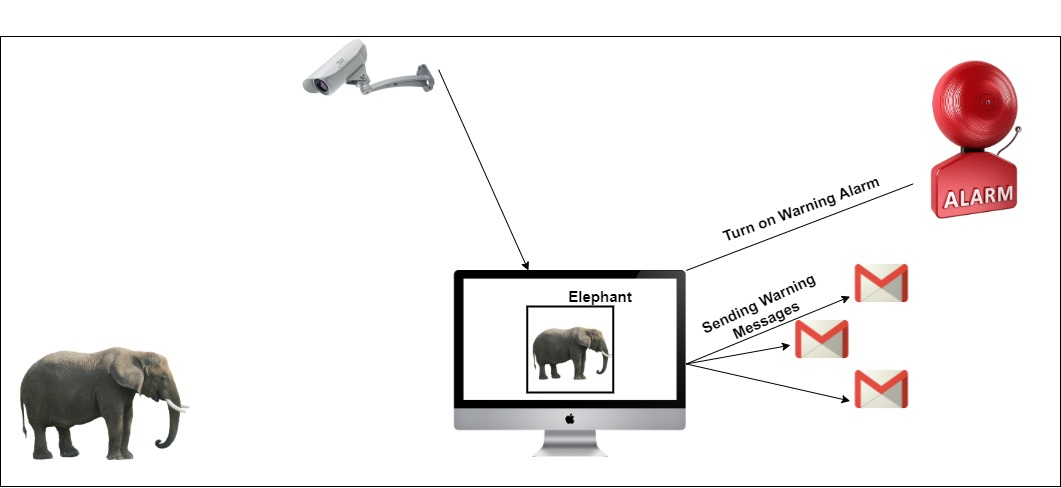 ALARM
Turn on Warning Alarm
Sending Warning
Messages
Elephant